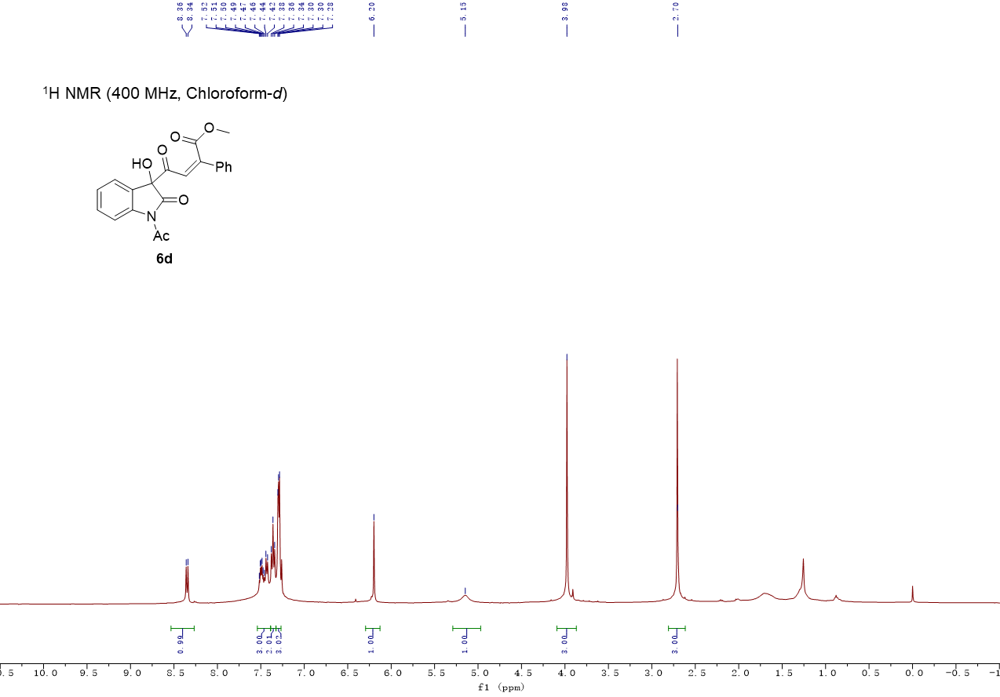 8.36 8.34 7.52 7.51 7.50 7.49 7.47 7.46 7.44 7.42 7.38 7.36 7.34 7.30 7.30 7.28 6.20 5.15 3.98 2.70
1H NMR (400 MHz, Chloroform-d)
O
O
O
HO
Ph
O
N
Ac
6d
0.99 3.00 2.01 3.02 1.00 1.00 3.00 3.00
0.5 10.0 9.5 9.0 8.5 8.0 7.5 7.0 6.5 6.0 5.5 5.0 4.5 4.0 3.5 3.0 2.5 2.0 1.5 1.0 0.5 0.0 -0.5 -1
f1 (ppm)